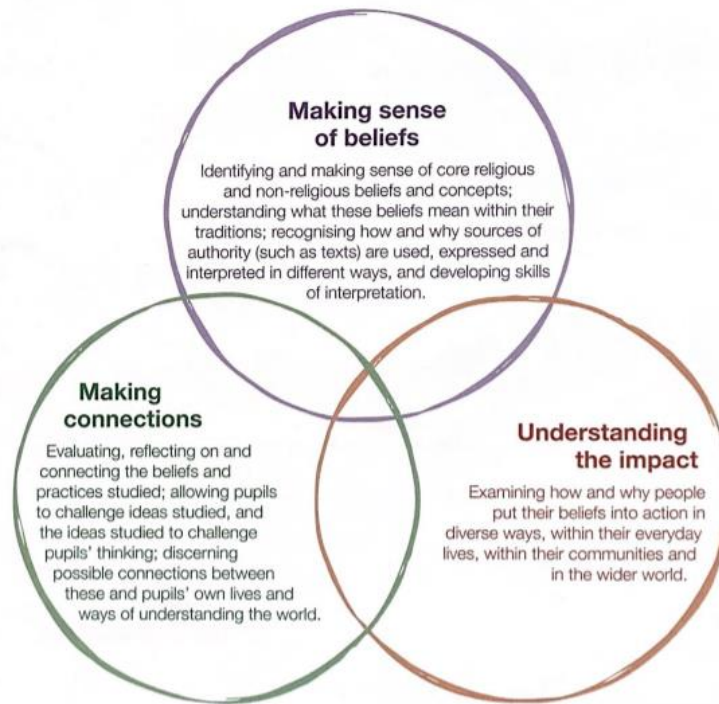 Making sense
of beliefs
Identifying and making sense of core religious
and non-religious beliefs and concepts;
understanding what these beliefs mean within their
traditions; recognising how and why sources of
authority (such as texts) are used, expressed and
interpreted in different ways, and developing skills
of interpretation.
Making
connections
Evaluating, reflecting on and
connecting the beliefs and
practices studied; allowing pupils
to challenge ideas studied, and
the ideas studied to challenge
pupils' thinking; discerning
possible connections between
these and pupils' own lives and
ways of understanding the world.
Understanding
the impact
Examining how and why people
put their beliefs into action in
diverse ways, within their everyday
lives, within their communities and
in the wider world.